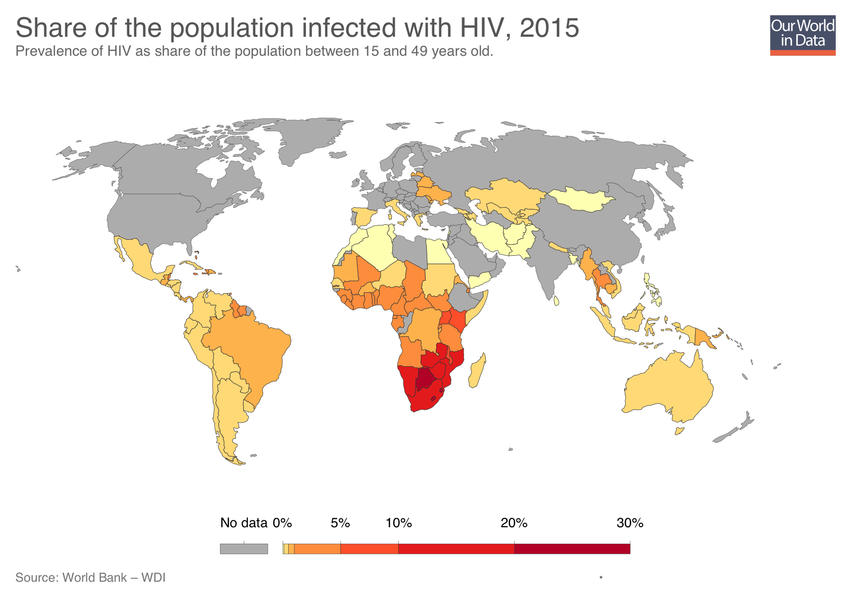 Share of the population infected with HIV, 2015
Prevalence of HIV as share of the population between 15 and 49 years old.
Our World
in Data
No data 0% 5% 10% 20% 30%
Source: World Bank – WDI